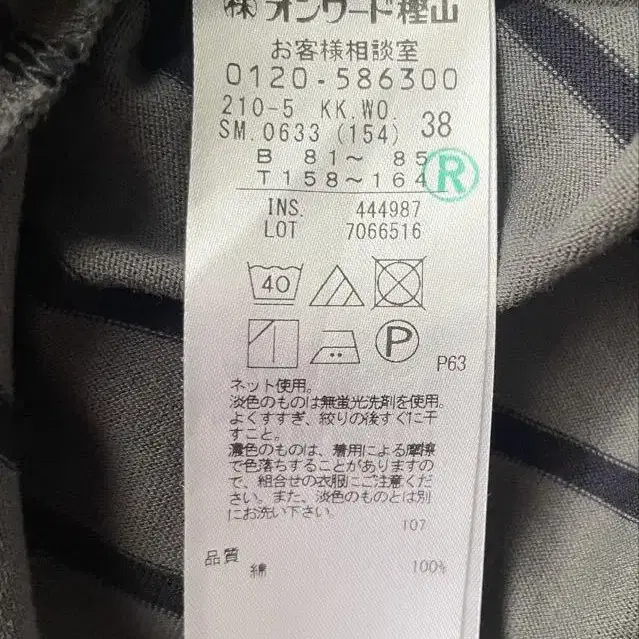 (株)オンワード樫山
お客様相談室
0120-586300
210-5 KK.WO.
SM.0633 (154) 38
B 81~ 85
T 158~164 R
INS. 444987
LOT 7066516
40
P
P63
ネット使用。
淡色のものは無蛍光洗剤を使用。
よくすすぎ、絞りの後すぐに干
すこと。
濃色のものは、着用による摩擦
で色落ちすることがありますの
で、組合せの衣服にご注意くだ
さい。また、淡色のものとは別
にお洗い下さい。
107
品質
綿 100%